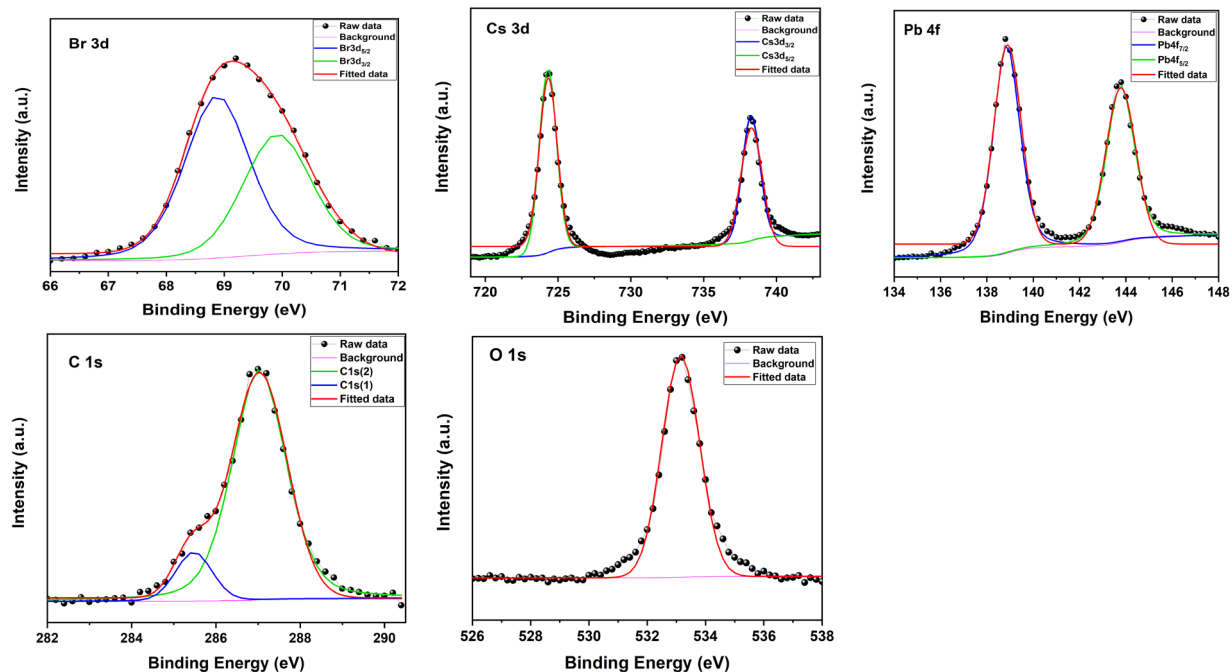 Br 3d
Raw data
Background
Br3d5/2
Br3d3/2
Fitted data
Intensity (a.u.)
66 67 68 69 70 71 72
Binding Energy (eV)
Cs 3d
Raw data
Background
Cs3d3/2
Cs3d5/2
Fitted data
Intensity (a.u.)
720 725 730 735 740
Binding Energy (eV)
Pb 4f
Raw data
Background
Pb4f7/2
Pb4f5/2
Fitted data
Intensity (a.u.)
134 136 138 140 142 144 146 148
Binding Energy (eV)
C 1s
Raw data
Background
C1s(2)
C1s(1)
Fitted data
Intensity (a.u.)
282 284 286 288 290
Binding Energy (eV)
O 1s
Raw data
Background
Fitted data
Intensity (a.u.)
526 528 530 532 534 536 538
Binding Energy (eV)